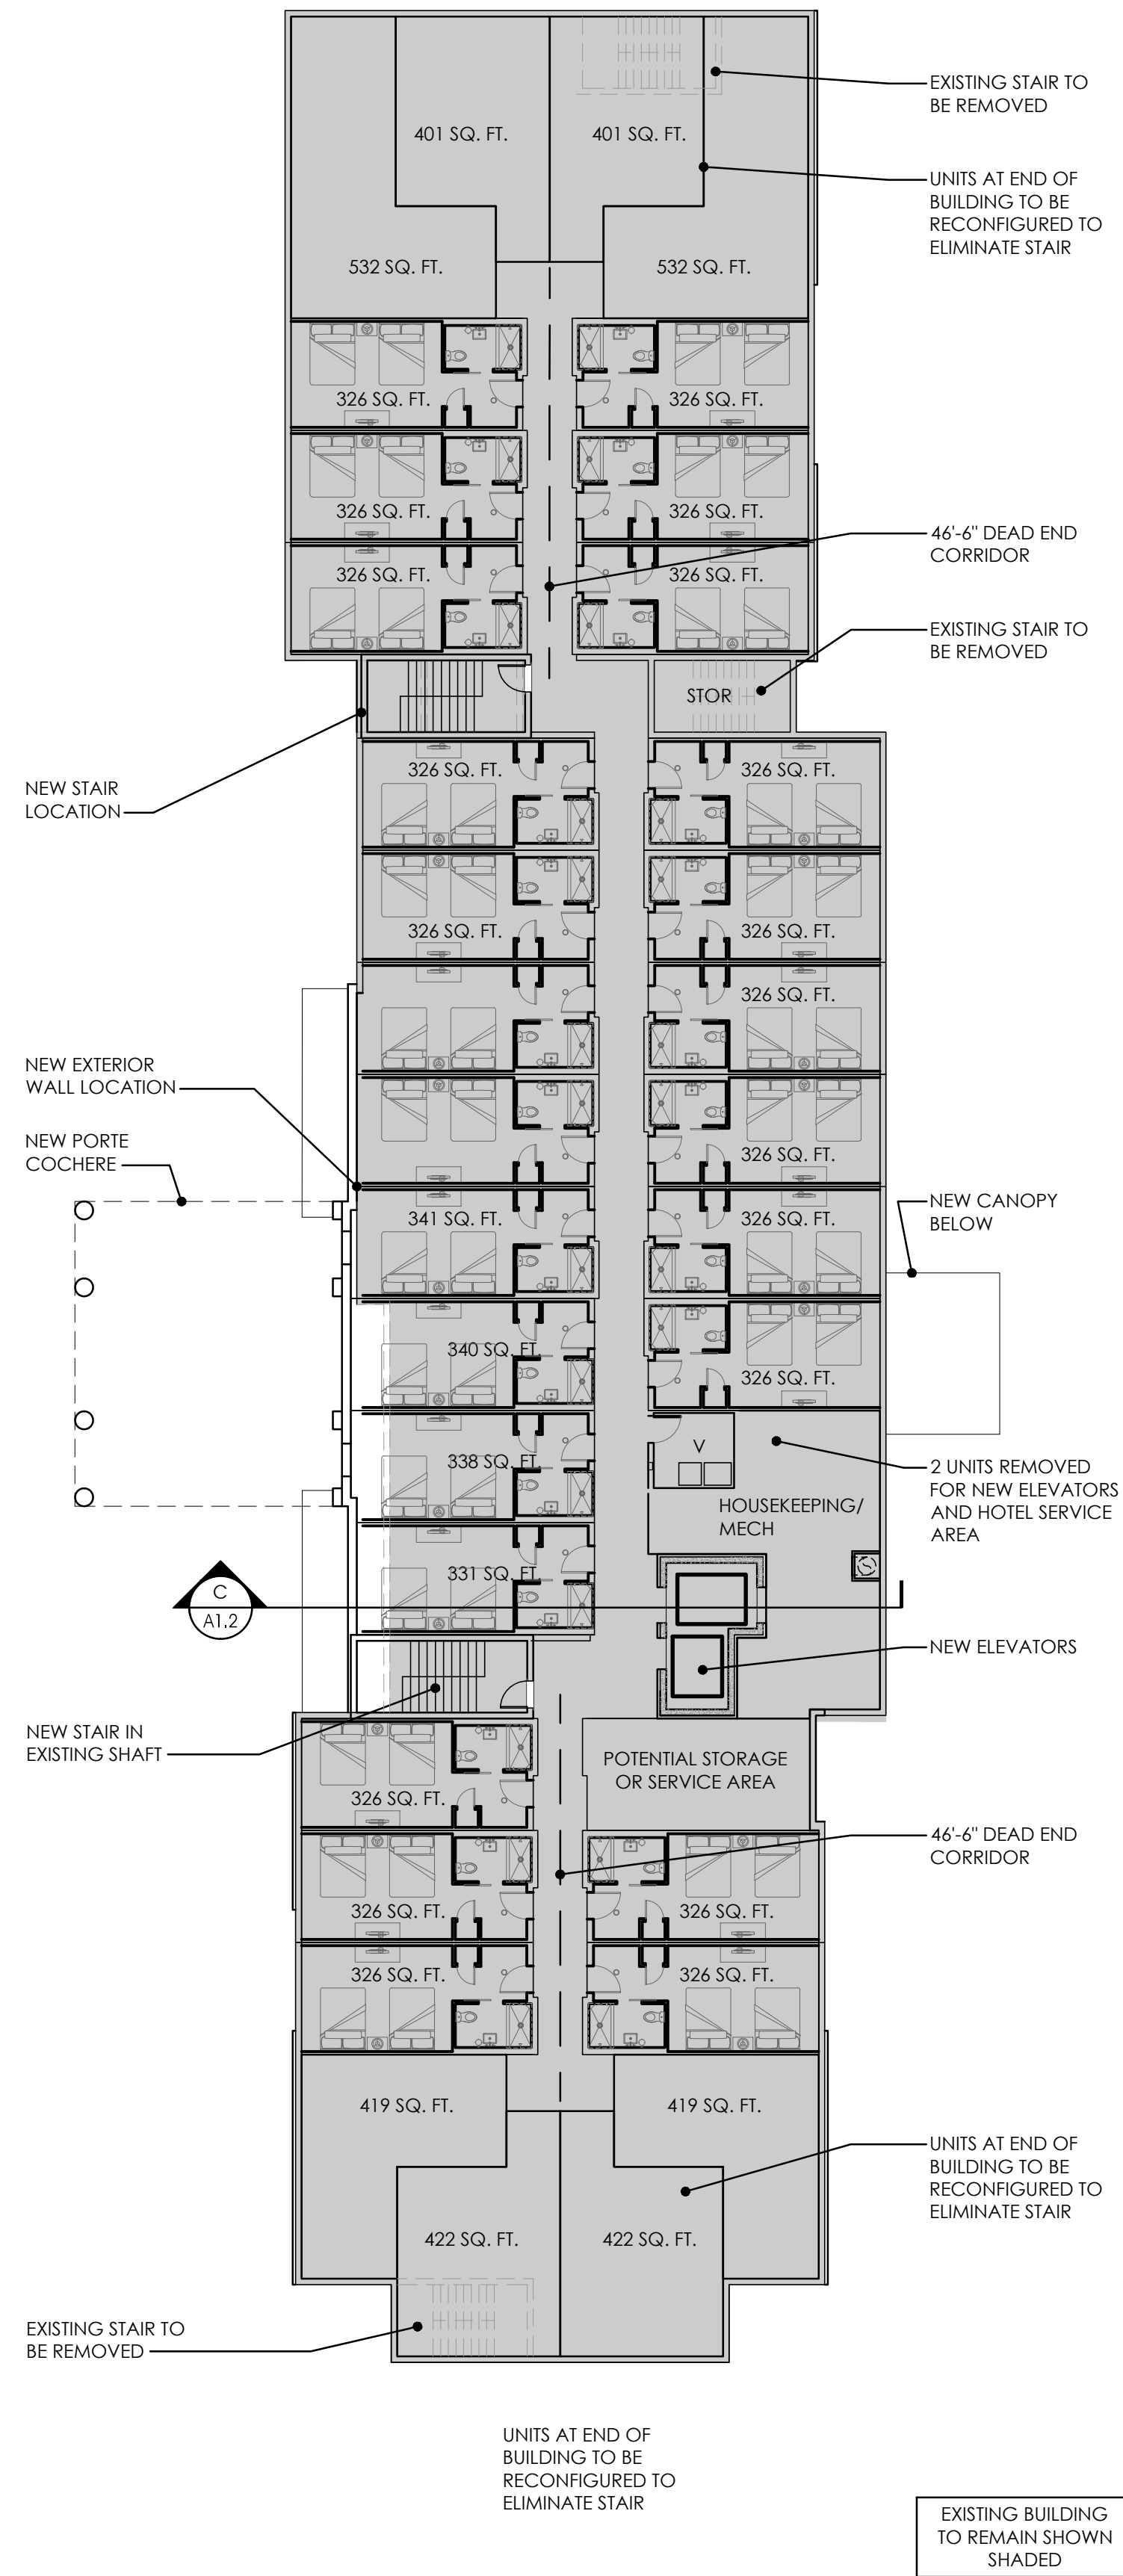 EXISTING STAIR TO
BE REMOVED
401 SQ. FT.
401 SQ. FT.
UNITS AT END OF
BUILDING TO BE
RECONFIGURED TO
ELIMINATE STAIR
532 SQ. FT.
532 SQ. FT.
326 SQ. FT.
326 SQ. FT.
326 SQ. FT.
326 SQ. FT.
46'-6" DEAD END
CORRIDOR
326 SQ. FT.
326 SQ. FT.
EXISTING STAIR TO
BE REMOVED
STOR
NEW STAIR
LOCATION
326 SQ. FT.
326 SQ. FT.
326 SQ. FT.
326 SQ. FT.
326 SQ. FT.
NEW EXTERIOR
WALL LOCATION
NEW PORTE
COCHERE
326 SQ. FT.
341 SQ. FT.
326 SQ. FT.
NEW CANOPY
BELOW
340 SQ. FT.
326 SQ. FT.
338 SQ. FT.
V
2 UNITS REMOVED
FOR NEW ELEVATORS
AND HOTEL SERVICE
AREA
HOUSEKEEPING/
MECH
331 SQ. FT.
S
C
A1.2
NEW ELEVATORS
NEW STAIR IN
EXISTING SHAFT
POTENTIAL STORAGE
OR SERVICE AREA
326 SQ. FT.
46'-6" DEAD END
CORRIDOR
326 SQ. FT.
326 SQ. FT.
326 SQ. FT.
326 SQ. FT.
419 SQ. FT.
419 SQ. FT.
UNITS AT END OF
BUILDING TO BE
RECONFIGURED TO
ELIMINATE STAIR
422 SQ. FT.
422 SQ. FT.
EXISTING STAIR TO
BE REMOVED
UNITS AT END OF
BUILDING TO BE
RECONFIGURED TO
ELIMINATE STAIR
EXISTING BUILDING
TO REMAIN SHOWN
SHADED